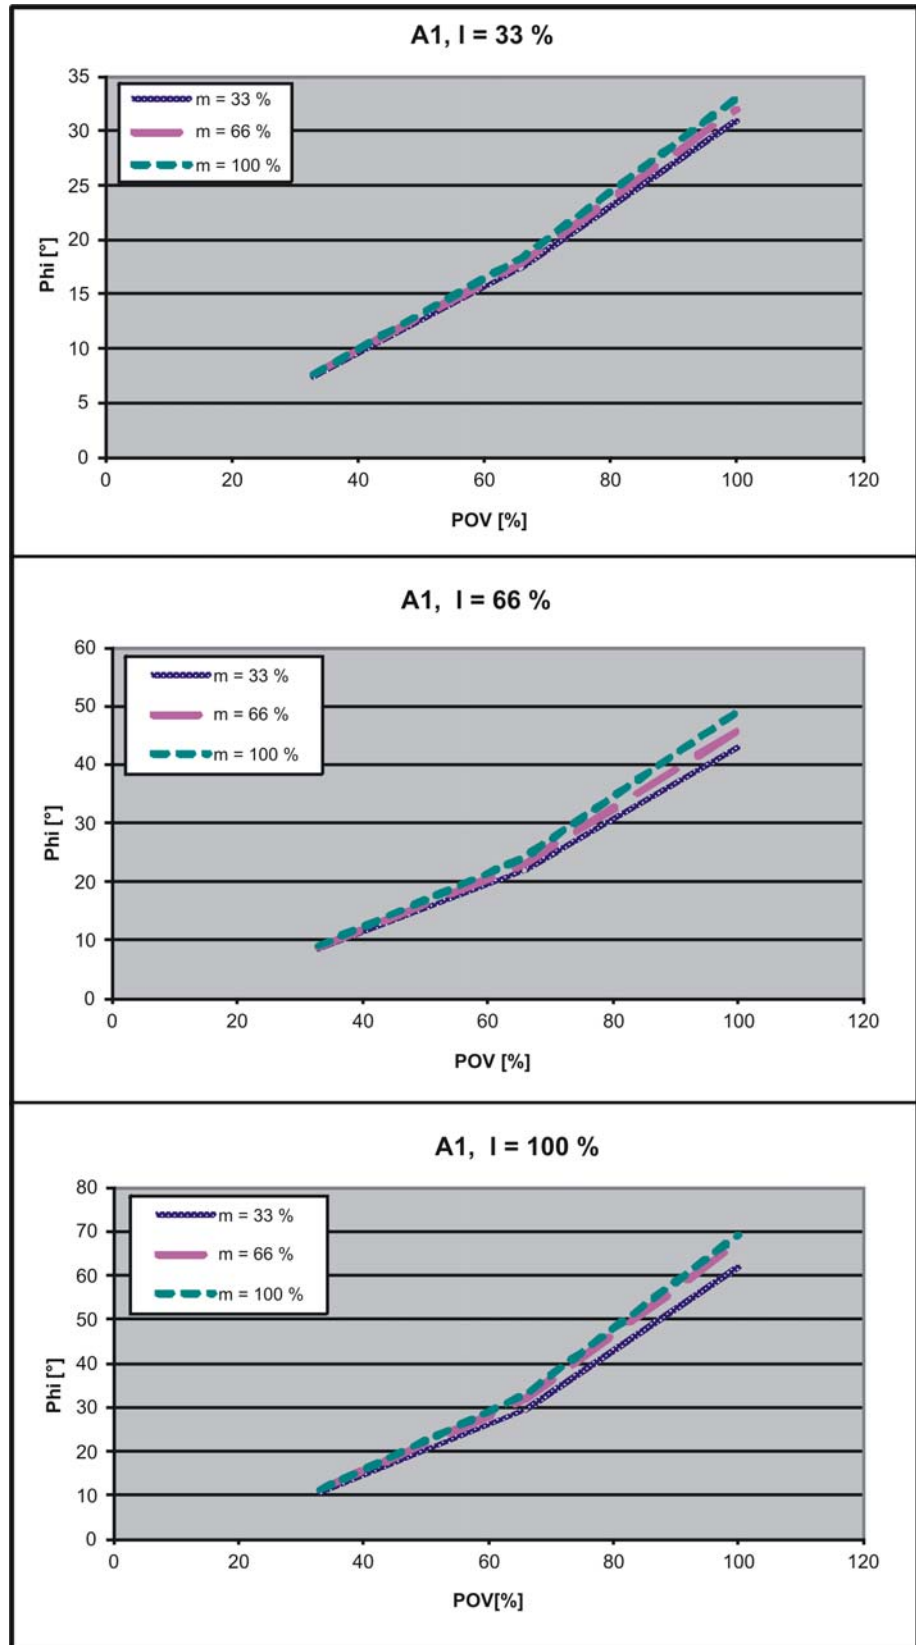 A1, l = 33 %
35
30
25
20
15
10
5
0
m = 33 %
m = 66 %
m = 100 %
Phi [°]
0 20 40 60 80 100 120
POV [%]
A1, l = 66 %
60
50
40
30
20
10
0
m = 33 %
m = 66 %
m = 100 %
Phi [°]
0 20 40 60 80 100 120
POV [%]
A1, l = 100 %
80
70
60
50
40
30
20
10
0
m = 33 %
m = 66 %
m = 100 %
Phi [°]
0 20 40 60 80 100 120
POV[%]